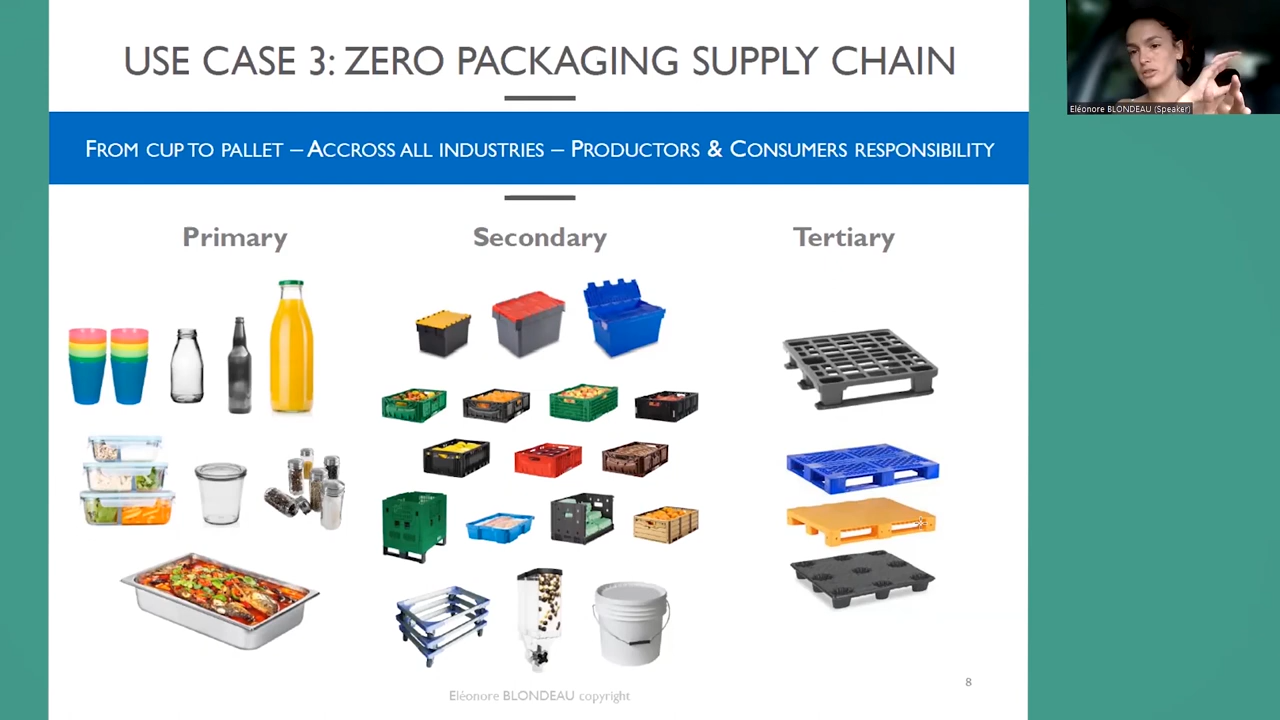 USE CASE 3: ZERO PACKAGING SUPPLY CHAIN
FROM CUP TO PALLET – ACCROSS ALL INDUSTRIES – PRODUCTORS & CONSUMERS RESPONSIBILITY
Primary
Secondary
Tertiary
Eléonore BLONDEAU copyright
8
Eléonore BLONDEAU (Speaker)